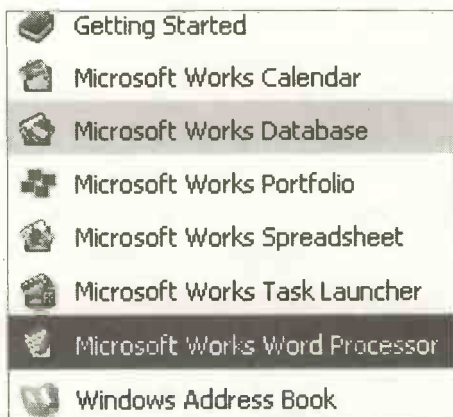 Getting Started
Microsoft Works Calendar
Microsoft Works Database
Microsoft Works Portfolio
Microsoft Works Spreadsheet
Microsoft Works Task Launcher
Microsoft Works Word Processor
Windows Address Book